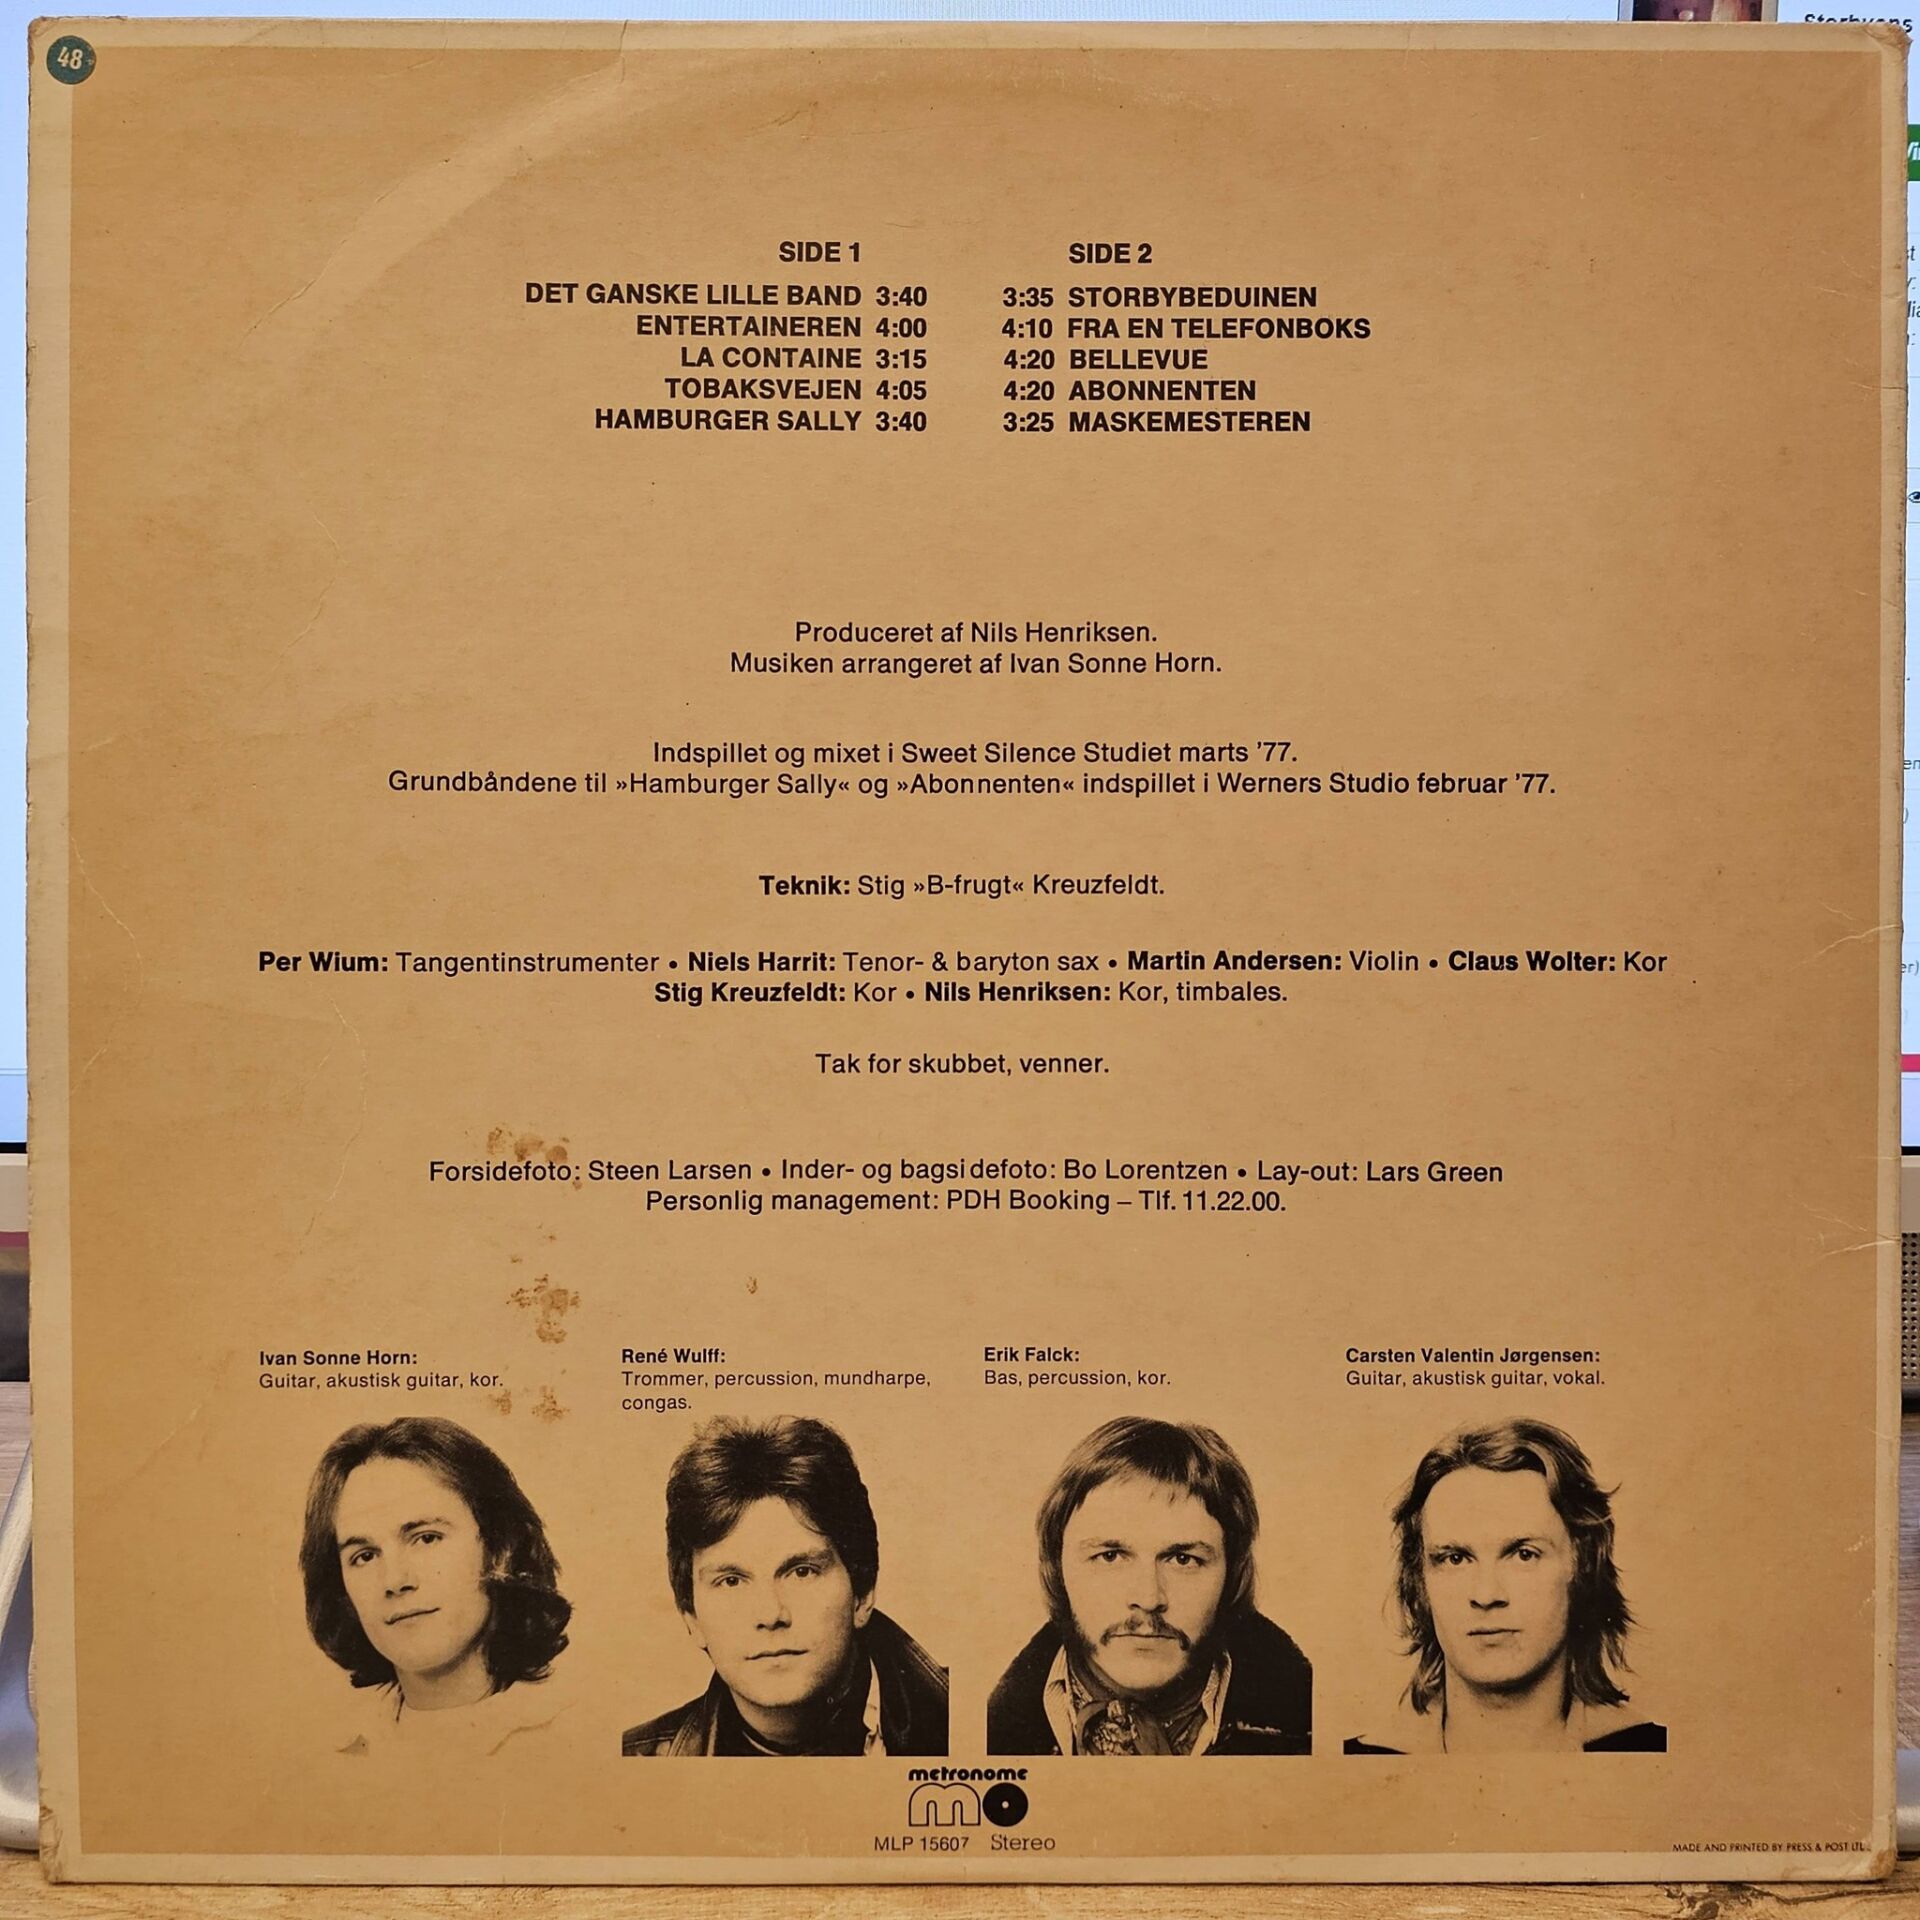 48
SIDE 1
DET GANSKE LILLE BAND 3:40
ENTERTAINEREN 4:00
LA CONTAINE 3:15
TOBAKSVEJEN 4:05
HAMBURGER SALLY 3:40
SIDE 2
3:35 STORBYBEDUINEN
4:10 FRA EN TELEFONBOKS
4:20 BELLEVUE
4:20 ABONNENTEN
3:25 MASKEMESTEREN
Produceret af Nils Henriksen.
Musiken arrangeret af Ivan Sonne Horn.
Indspillet og mixet i Sweet Silence Studiet marts '77.
Grundbåndene til »Hamburger Sally« og »Abonnenten« indspillet i Werners Studio februar '77.
Teknik: Stig »B-frugt« Kreuzfeldt.
Per Wium: Tangentinstrumenter • Niels Harrit: Tenor- & baryton sax • Martin Andersen: Violin • Claus Wolter: Kor
Stig Kreuzfeldt: Kor • Nils Henriksen: Kor, timbales.
Tak for skubbet, venner.
Forsidefoto: Steen Larsen • Inder- og bagsidefoto: Bo Lorentzen • Lay-out: Lars Green
Personlig management: PDH Booking – Tlf. 11.22.00.
Ivan Sonne Horn:
Guitar, akustisk guitar, kor.
René Wulff:
Trommer, percussion, mundharpe,
congas.
Erik Falck:
Bas, percussion, kor.
Carsten Valentin Jørgensen:
Guitar, akustisk guitar, vokal.
metronome
mo
MLP 15607 Stereo
MADE AND PRINTED BY PRESS & POST LTD.